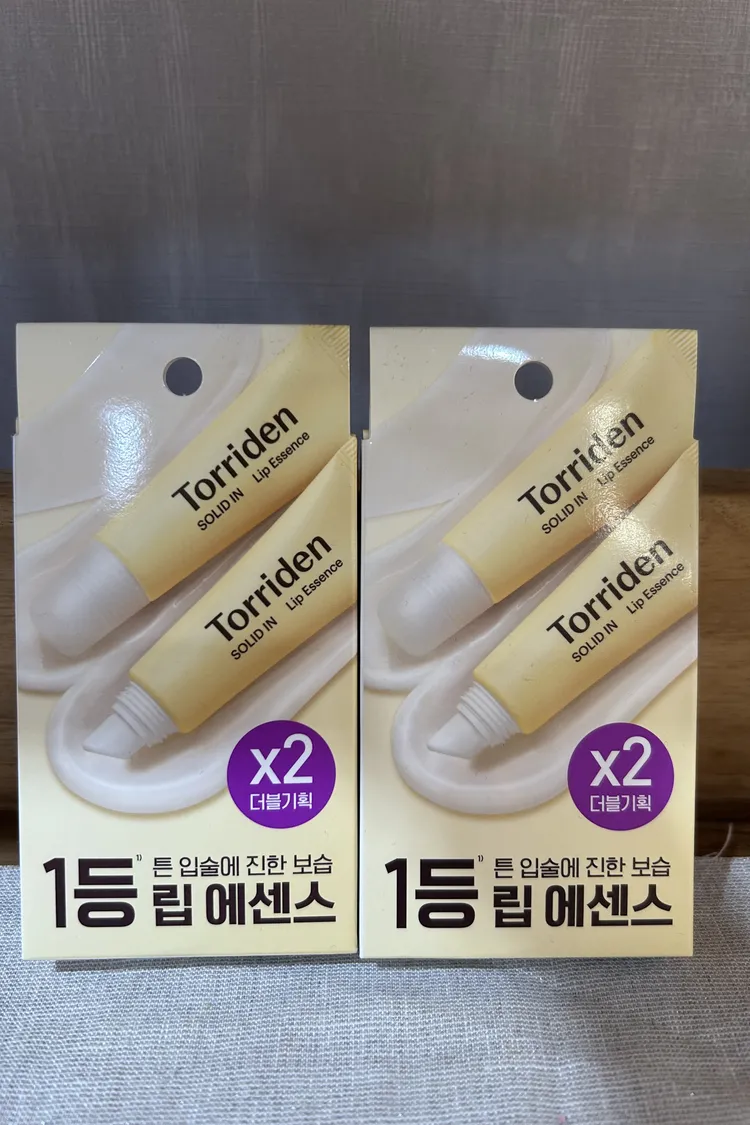 Torriden
SOLID IN Lip Essence
Torriden
SOLID IN Lip Essence
x2
더블기획
1등 1)
튼 입술에 진한 보습
립 에센스
Torriden
SOLID IN Lip Essence
Torriden
SOLID IN Lip Essence
x2
더블기획
1등 1)
튼 입술에 진한 보습
립 에센스